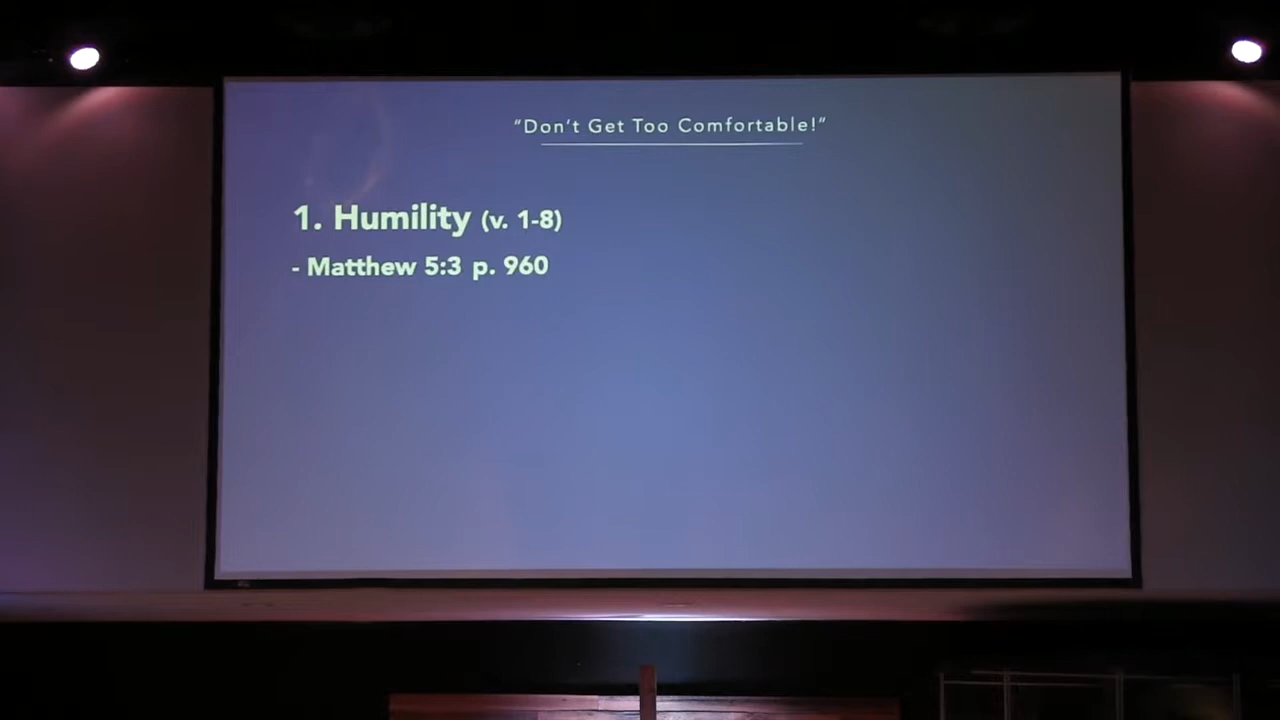 “Don’t Get Too Comfortable!”
1. Humility (v. 1-8)
- Matthew 5:3 p. 960